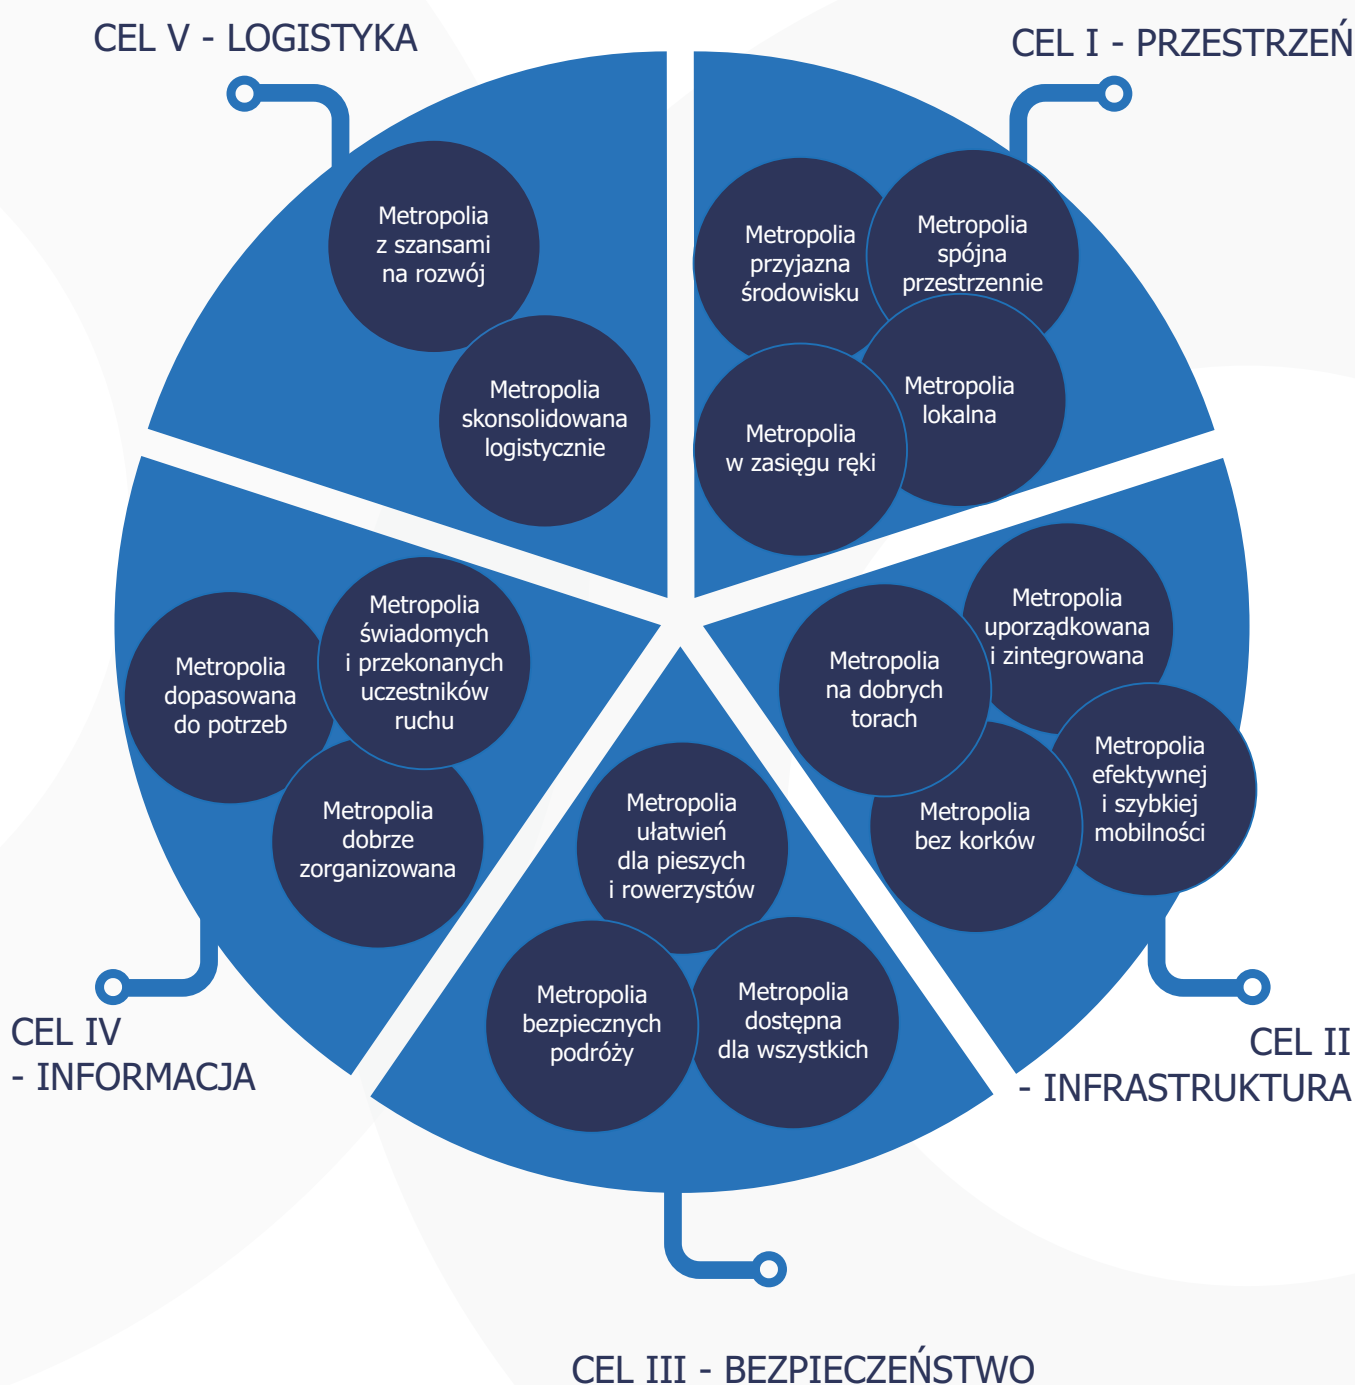 CEL V - LOGISTYKA
CEL I - PRZESTRZEŃ
Metropolia
z szansami
na rozwój
Metropolia
skonsolidowana
logistycznie
Metropolia
przyjazna
środowisku
Metropolia
spójna
przestrzennie
Metropolia
lokalna
Metropolia
w zasięgu ręki
Metropolia
uporządkowana
i zintegrowana
Metropolia
na dobrych
torach
Metropolia
efektywnej
i szybkiej
mobilności
Metropolia
bez korków
CEL II
- INFRASTRUKTURA
Metropolia
świadomych
i przekonanych
uczestników
ruchu
Metropolia
dopasowana
do potrzeb
Metropolia
dobrze
zorganizowana
CEL IV
- INFORMACJA
Metropolia
ułatwień
dla pieszych
i rowerzystów
Metropolia
bezpiecznych
podróży
Metropolia
dostępna
dla wszystkich
CEL III - BEZPIECZEŃSTWO